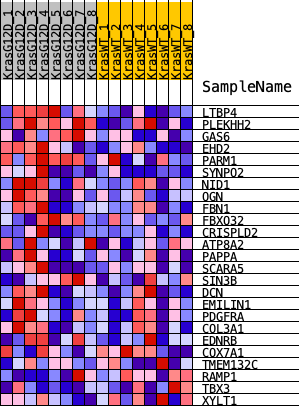 KrasG12D_1
KrasG12D_2
KrasG12D_3
KrasG12D_4
KrasG12D_5
KrasG12D_6
KrasG12D_7
KrasG12D_8
KrasWT_1
KrasWT_2
KrasWT_3
KrasWT_4
KrasWT_5
KrasWT_6
KrasWT_7
KrasWT_8
SampleName
LTBP4
PLEKHH2
GAS6
EHD2
PARM1
SYNPO2
NID1
OGN
FBN1
FBXO32
CRISPLD2
ATP8A2
PAPPA
SCARA5
SIN3B
DCN
EMILIN1
PDGFRA
COL3A1
EDNRB
COX7A1
TMEM132C
RAMP1
TBX3
XYLT1